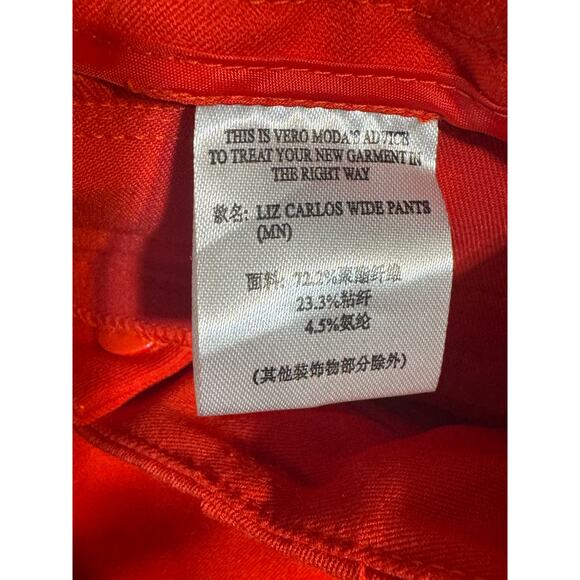 THIS IS VERO MODA'S ADVICE
TO TREAT YOUR NEW GARMENT IN
THE RIGHT WAY
款名: LIZ CARLOS WIDE PANTS
(MN)
面料: 72.2%聚酯纤维
23.3%粘纤
4.5%氨纶
(其他装饰物部分除外)